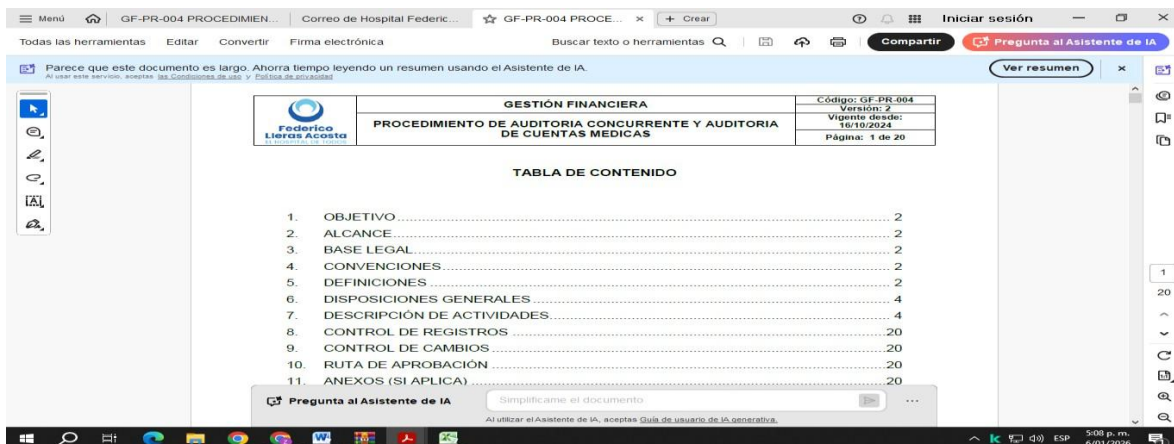 Menú
GF-PR-004 PROCEDIMIEN...
Correo de Hospital Federic...
GF-PR-004 PROCE...
+ Crear
Iniciar sesión
Todas las herramientas Editar Convertir Firma electrónica
Buscar texto o herramientas
Compartir
Pregunta al Asistente de IA
Parece que este documento es largo. Ahorra tiempo leyendo un resumen usando el Asistente de IA.
Al usar este servicio, aceptas las Condiciones de uso y Política de privacidad
Ver resumen
Federico
Lleras Acosta
EL HOSPITAL DE TODOS
GESTIÓN FINANCIERA
PROCEDIMIENTO DE AUDITORIA CONCURRENTE Y AUDITORIA
DE CUENTAS MEDICAS
Código: GF-PR-004
Versión: 2
Vigente desde:
16/10/2024
Página: 1 de 20
TABLA DE CONTENIDO
1. OBJETIVO 2
2. ALCANCE 2
3. BASE LEGAL 2
4. CONVENCIONES 2
5. DEFINICIONES 2
6. DISPOSICIONES GENERALES 4
7. DESCRIPCIÓN DE ACTIVIDADES 4
8. CONTROL DE REGISTROS 20
9. CONTROL DE CAMBIOS 20
10. RUTA DE APROBACIÓN 20
11. ANEXOS (SI APLICA) 20
1
20
Pregunta al Asistente de IA
Simplifícame el documento
Al utilizar el Asistente de IA, aceptas Guía de usuario de IA generativa.
ESP
5:08 p. m.
6/01/2026